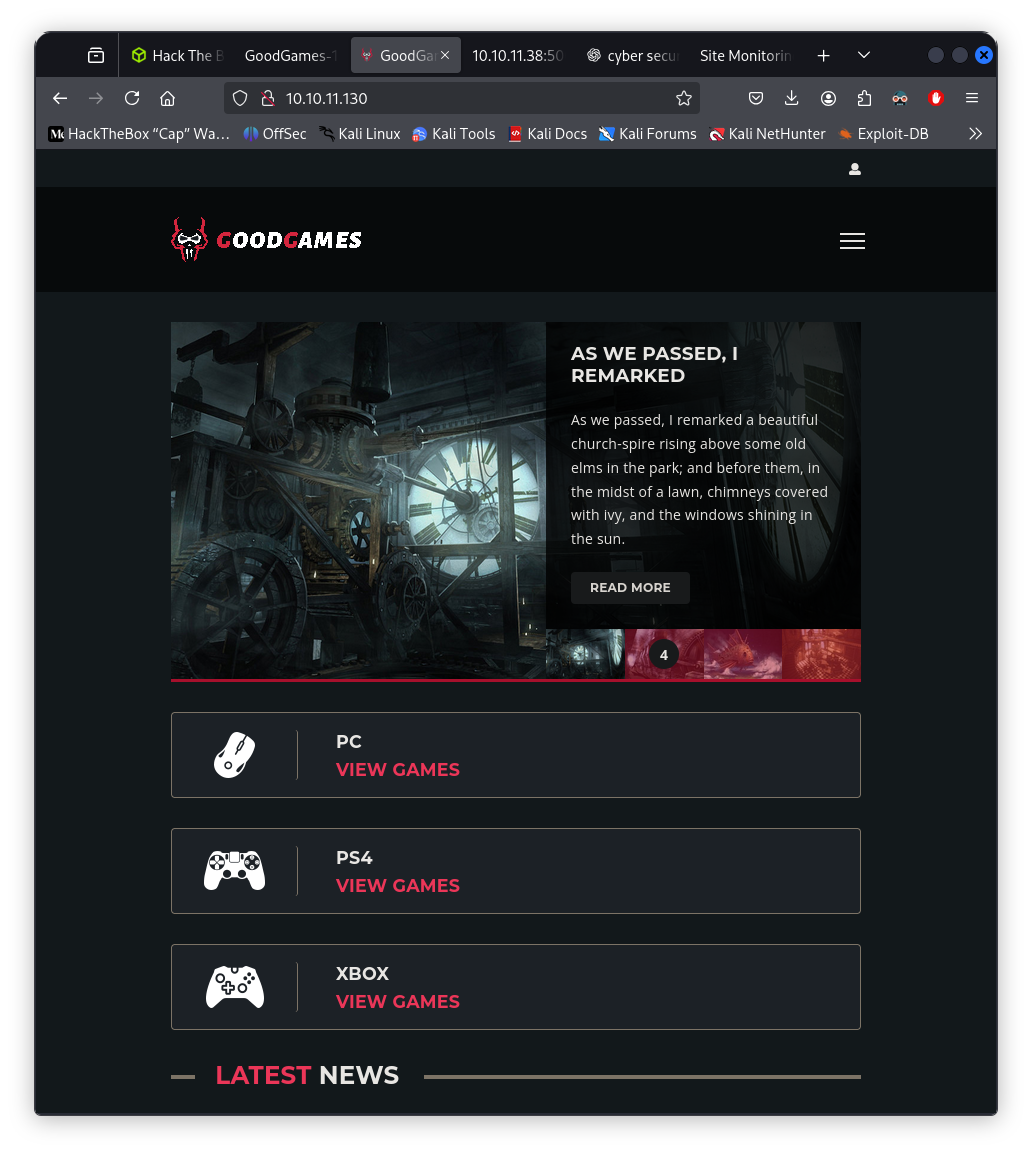 Hack The B
GoodGames-1
GoodGa
10.10.11.38:50
cyber secu
Site Monitorin
10.10.11.130
HackTheBox “Cap” Wa…
OffSec
Kali Linux
Kali Tools
Kali Docs
Kali Forums
Kali NetHunter
Exploit-DB
GOODGAMES
AS WE PASSED, I
REMARKED
As we passed, I remarked a beautiful
church-spire rising above some old
elms in the park; and before them, in
the midst of a lawn, chimneys covered
with ivy, and the windows shining in
the sun.
READ MORE
4
PC
VIEW GAMES
PS4
VIEW GAMES
XBOX
VIEW GAMES
LATEST NEWS